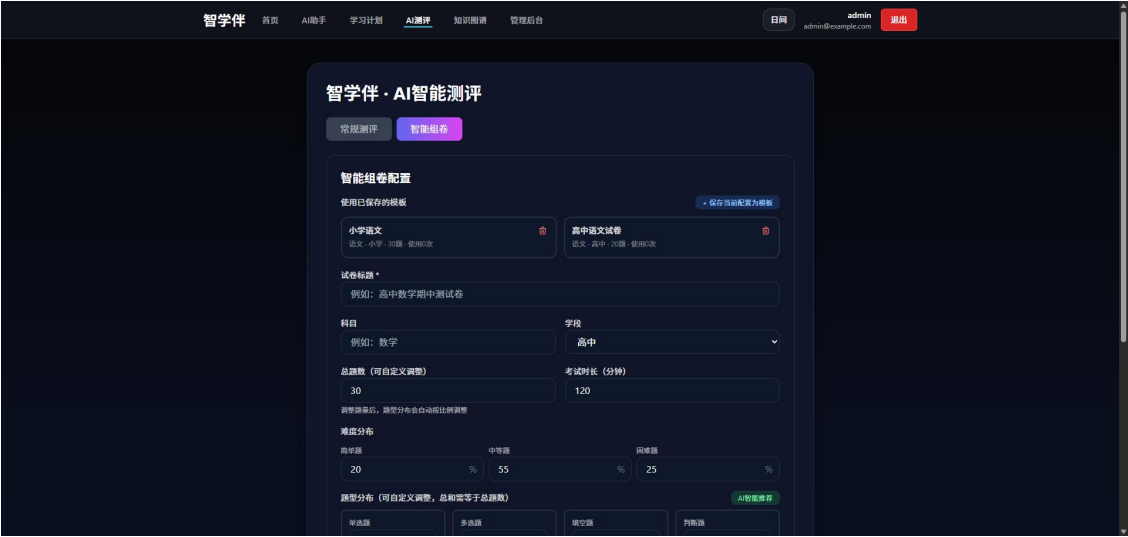 智学伴 首页 AI助手 学习计划 AI测评 知识图谱 管理后台 日间 admin 退出
admin@example.com
智学伴 · AI智能测评
常规测评 智能组卷
智能组卷配置
使用已保存的模板 + 保存当前配置为模板
小学语文 高中语文试卷
语文 · 小学 · 30题 · 使用0次 语文 · 高中 · 20题 · 使用0次
试卷标题 *
例如：高中数学期中测试卷
科目 学段
例如：数学 高中
总题数（可自定义调整） 考试时长（分钟）
30 120
调整题量后，题型分布会自动按比例调整
难度分布
简单题 中等题 困难题
20 % 55 % 25 %
题型分布（可自定义调整，总和需等于总题数） AI智能推荐
单选题 多选题 填空题 判断题